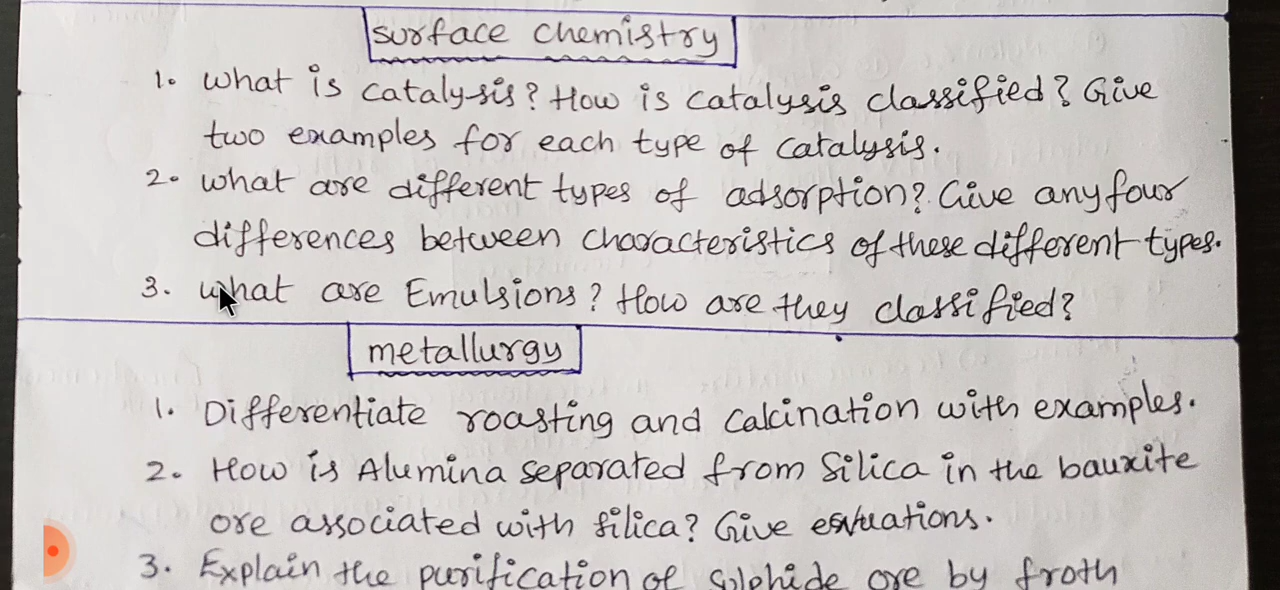 surface chemistry
1. What is catalysis? How is catalysis classified? Give
two examples for each type of catalysis.
2. What are different types of adsorption? Give any four
differences between characteristics of these different types.
3. What are Emulsions? How are they classified?
metallurgy
1. Differentiate roasting and calcination with examples.
2. How is Alumina separated from Silica in the bauxite
ore associated with silica? Give
3. Explain the purification of sulphide ore by froth